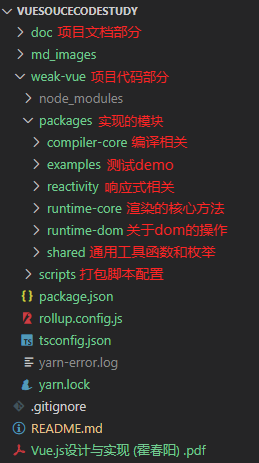 VUESOUCECODESTUDY
doc 项目文档部分
md_images
weak-vue 项目代码部分
node_modules
packages 实现的模块
compiler-core 编译相关
examples 测试demo
reactivity 响应式相关
runtime-core 渲染的核心方法
runtime-dom 关于dom的操作
shared 通用工具函数和枚举
scripts 打包脚本配置
{} package.json
rollup.config.js
TS tsconfig.json
yarn-error.log
yarn.lock
.gitignore
README.md
Vue.js设计与实现 (霍春阳) .pdf